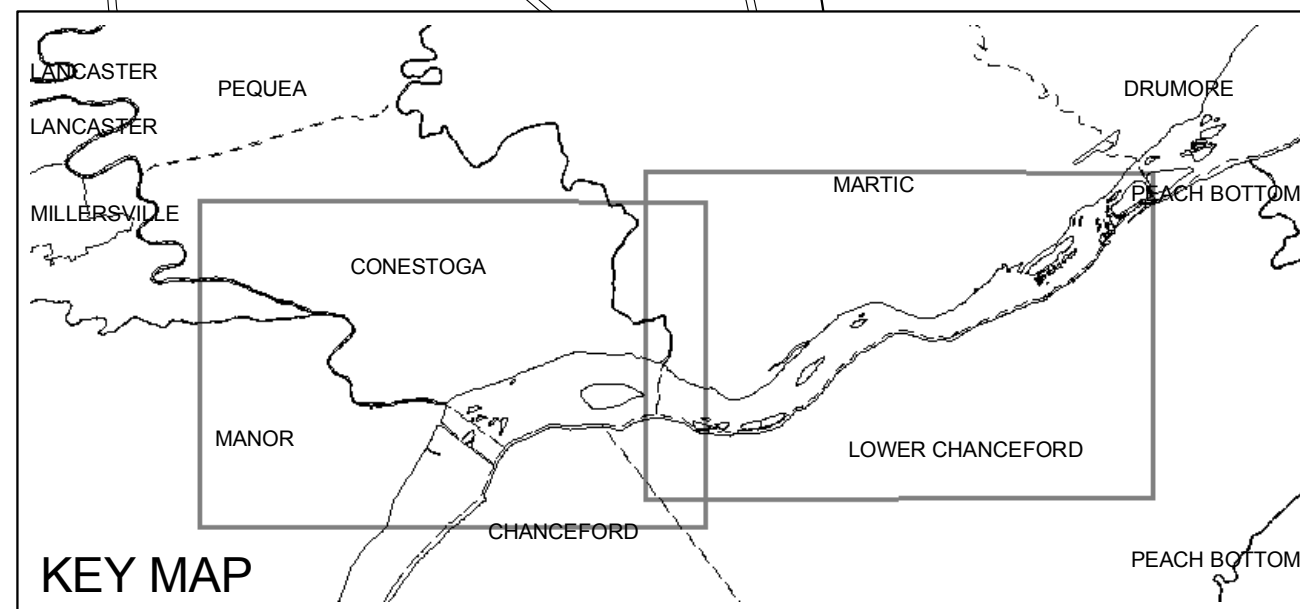 LANCASTER
PEQUEA
DRUMORE
LANCASTER
MARTIC
PEACH BOTTOM
MILLERSVILLE
CONESTOGA
MANOR
LOWER CHANCEFORD
CHANCEFORD
PEACH BOTTOM
KEY MAP